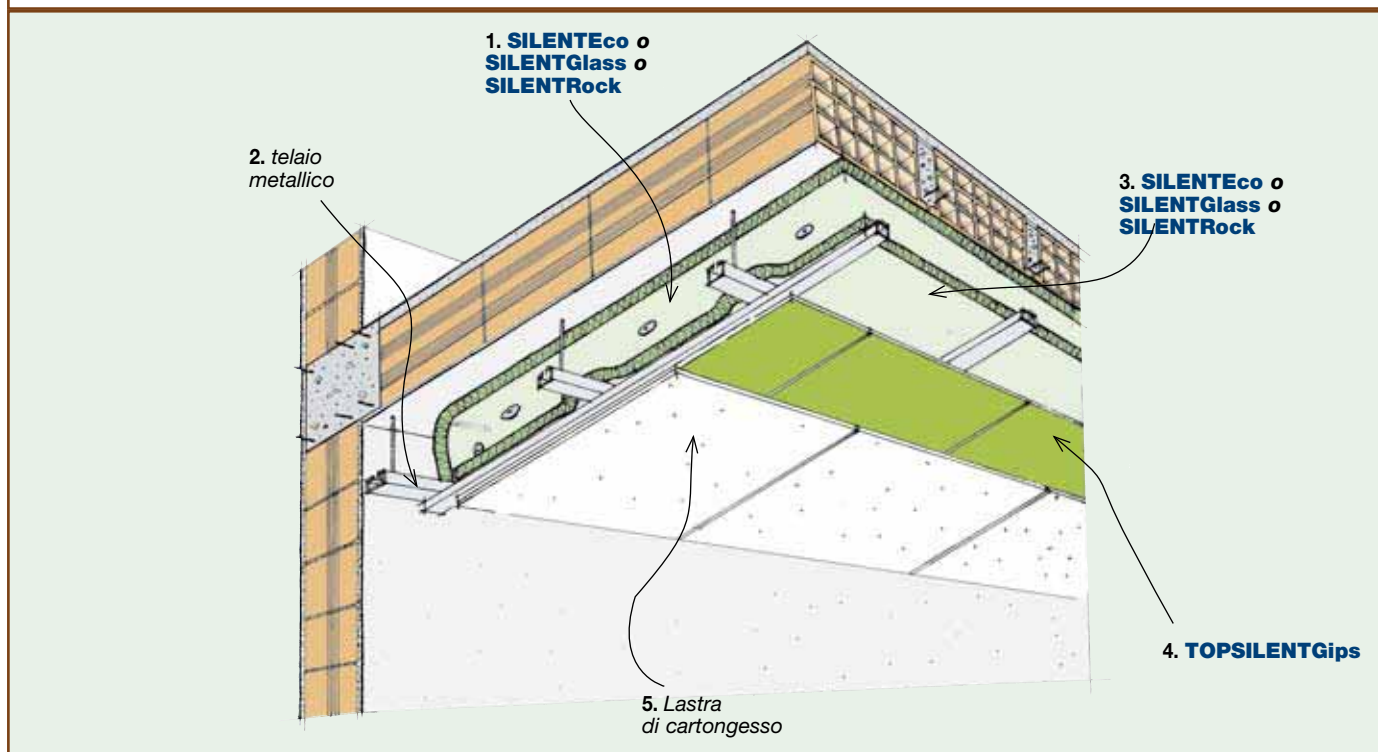 1. SILENTEco o
SILENTGlass o
SILENTRock
2. telaio
metallico
3. SILENTEco o
SILENTGlass o
SILENTRock
4. TOPSILENTGips
5. Lastra
di cartongesso